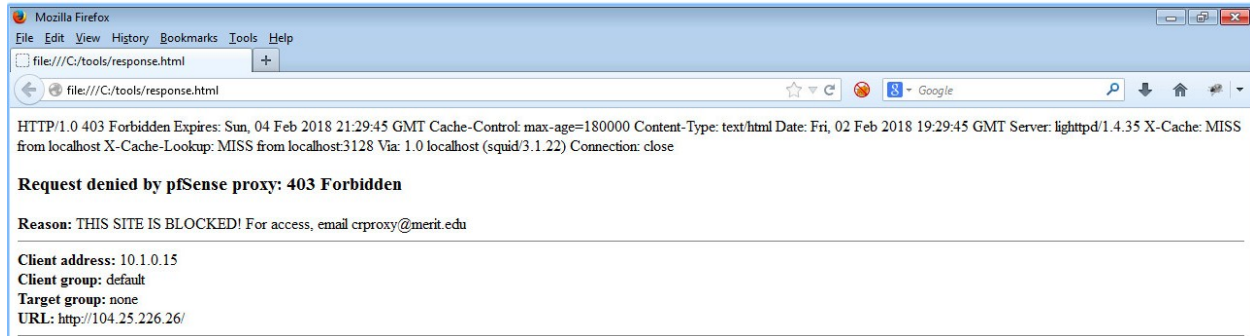 Mozilla Firefox
File Edit View History Bookmarks Tools Help
file:///C:/tools/response.html +
file:///C:/tools/response.html 8 Google
HTTP/1.0 403 Forbidden Expires: Sun, 04 Feb 2018 21:29:45 GMT Cache-Control: max-age=180000 Content-Type: text/html Date: Fri, 02 Feb 2018 19:29:45 GMT Server: lighttpd/1.4.35 X-Cache: MISS
from localhost X-Cache-Lookup: MISS from localhost:3128 Via: 1.0 localhost (squid/3.1.22) Connection: close
Request denied by pfSense proxy: 403 Forbidden
Reason: THIS SITE IS BLOCKED! For access, email crproxy@merit.edu
Client address: 10.1.0.15
Client group: default
Target group: none
URL: http://104.25.226.26/